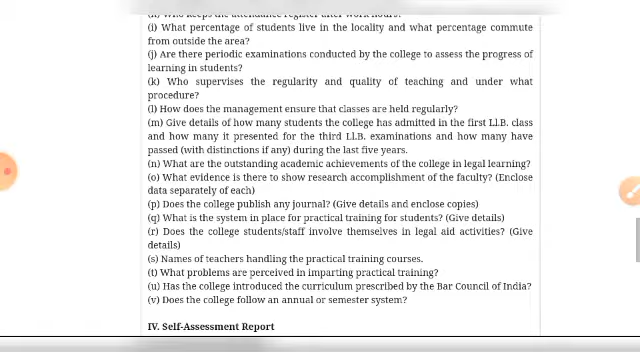 (h) Who keeps the attendance register after work hours?
(i) What percentage of students live in the locality and what percentage commute
from outside the area?
(j) Are there periodic examinations conducted by the college to assess the progress of
learning in students?
(k) Who supervises the regularity and quality of teaching and under what
procedure?
(l) How does the management ensure that classes are held regularly?
(m) Give details of how many students the college has admitted in the first Ll.B. class
and how many it presented for the third Ll.B. examinations and how many have
passed (with distinctions if any) during the last five years.
(n) What are the outstanding academic achievements of the college in legal learning?
(o) What evidence is there to show research accomplishment of the faculty? (Enclose
data separately of each)
(p) Does the college publish any journal? (Give details and enclose copies)
(q) What is the system in place for practical training for students? (Give details)
(r) Does the college students/staff involve themselves in legal aid activities? (Give
details)
(s) Names of teachers handling the practical training courses.
(t) What problems are perceived in imparting practical training?
(u) Has the college introduced the curriculum prescribed by the Bar Council of India?
(v) Does the college follow an annual or semester system?
IV. Self-Assessment Report